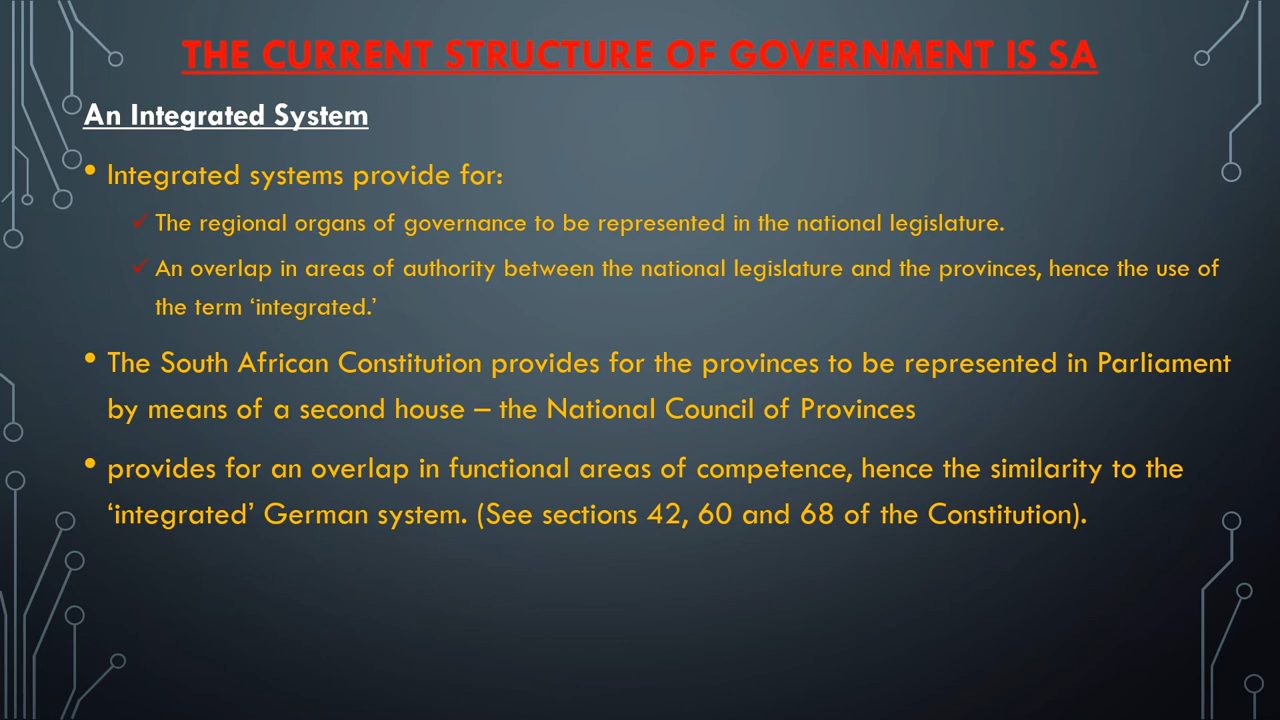 THE CURRENT STRUCTURE OF GOVERNMENT IS SA
An Integrated System
• Integrated systems provide for:
✓ The regional organs of governance to be represented in the national legislature.
✓ An overlap in areas of authority between the national legislature and the provinces, hence the use of
the term ‘integrated.’
• The South African Constitution provides for the provinces to be represented in Parliament
by means of a second house – the National Council of Provinces
• provides for an overlap in functional areas of competence, hence the similarity to the
‘integrated’ German system. (See sections 42, 60 and 68 of the Constitution).